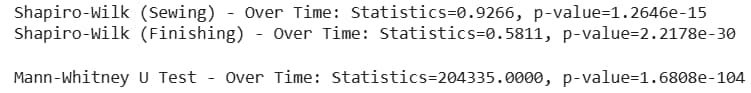 Shapiro-Wilk (Sewing) - Over Time: Statistics=0.9266, p-value=1.2646e-15
Shapiro-Wilk (Finishing) - Over Time: Statistics=0.5811, p-value=2.2178e-30
Mann-Whitney U Test - Over Time: Statistics=204335.0000, p-value=1.6808e-104